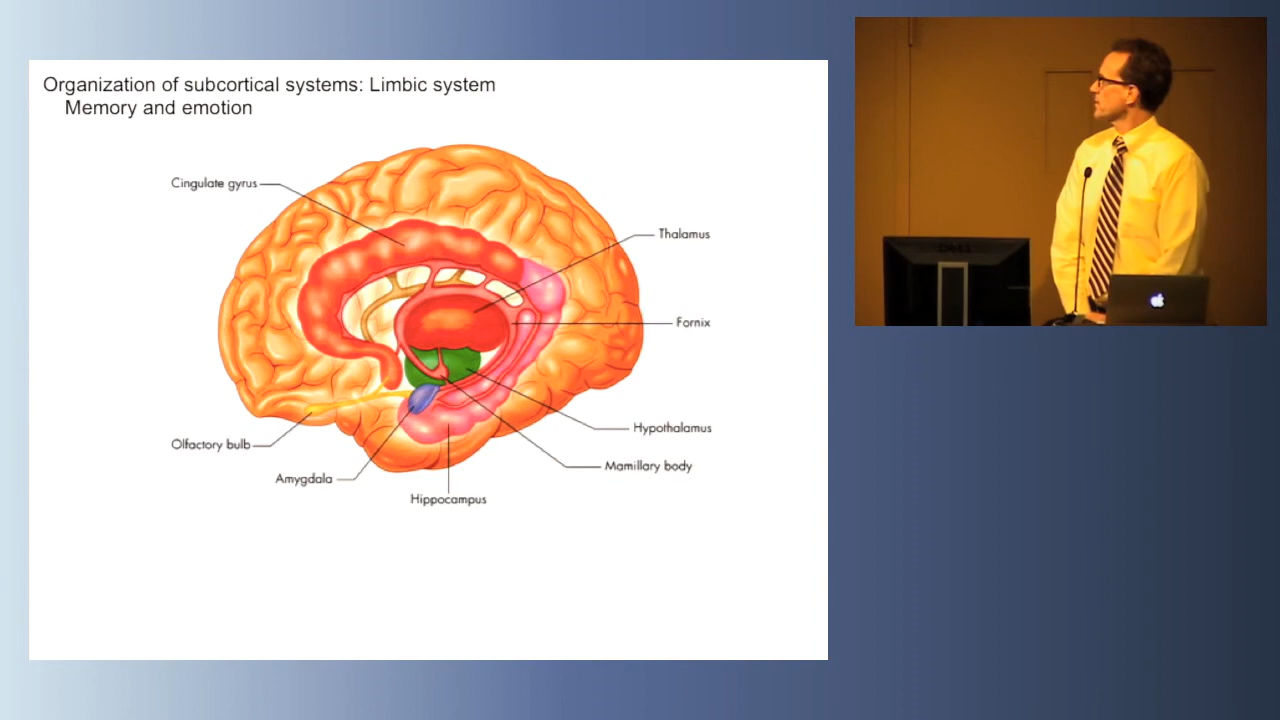 Organization of subcortical systems: Limbic system
Memory and emotion
Cingulate gyrus
Thalamus
Fornix
Hypothalamus
Mamillary body
Olfactory bulb
Amygdala
Hippocampus
DELL